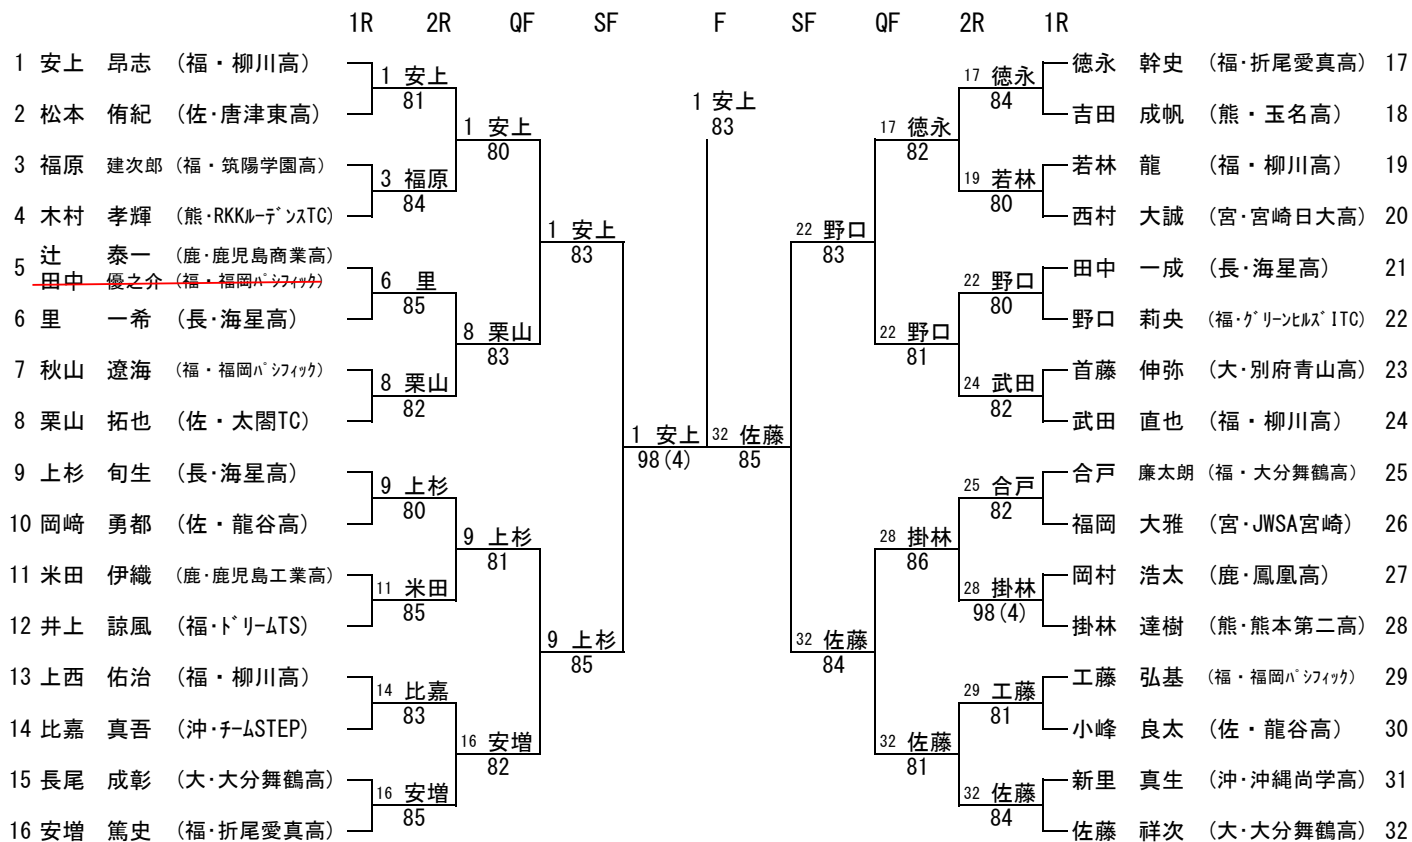 1R 2R QF SF F SF QF 2R 1R
1 安上 昂志 (福・柳川高)
2 松本 侑紀 (佐・唐津東高)
3 福原 建次郎 (福・筑陽学園高)
4 木村 孝輝 (熊・RKKルーデンスTC)
5 辻 泰一 (鹿・鹿児島商業高)
田中 優之介 (福・福岡パシフィック)
6 里 一希 (長・海星高)
7 秋山 遼海 (福・福岡パシフィック)
8 栗山 拓也 (佐・太閤TC)
9 上杉 旬生 (長・海星高)
10 岡﨑 勇都 (佐・龍谷高)
11 米田 伊織 (鹿・鹿児島工業高)
12 井上 諒風 (福・ドリームTS)
13 上西 佑治 (福・柳川高)
14 比嘉 真吾 (沖・チームSTEP)
15 長尾 成彰 (大・大分舞鶴高)
16 安増 篤史 (福・折尾愛真高)
1 安上
81
3 福原
84
6 里
85
8 栗山
82
9 上杉
80
11 米田
85
14 比嘉
83
16 安増
85
1 安上
80
8 栗山
83
9 上杉
81
16 安増
82
1 安上
83
9 上杉
85
1 安上
98(4)
1 安上
83
32 佐藤
85
22 野口
83
32 佐藤
84
17 徳永
82
22 野口
81
28 掛林
86
32 佐藤
81
17 徳永
84
19 若林
80
22 野口
80
24 武田
82
25 合戸
82
28 掛林
98(4)
29 工藤
81
32 佐藤
84
徳永 幹史 (福・折尾愛真高) 17
吉田 成帆 (熊・玉名高) 18
若林 龍 (福・柳川高) 19
西村 大誠 (宮・宮崎日大高) 20
田中 一成 (長・海星高) 21
野口 莉央 (福・グリーンヒルズITC) 22
首藤 伸弥 (大・別府青山高) 23
武田 直也 (福・柳川高) 24
合戸 廉太朗 (福・大分舞鶴高) 25
福岡 大雅 (宮・JWSA宮崎) 26
岡村 浩太 (鹿・鳳凰高) 27
掛林 達樹 (熊・熊本第二高) 28
工藤 弘基 (福・福岡パシフィック) 29
小峰 良太 (佐・龍谷高) 30
新里 真生 (沖・沖縄尚学高) 31
佐藤 祥次 (大・大分舞鶴高) 32